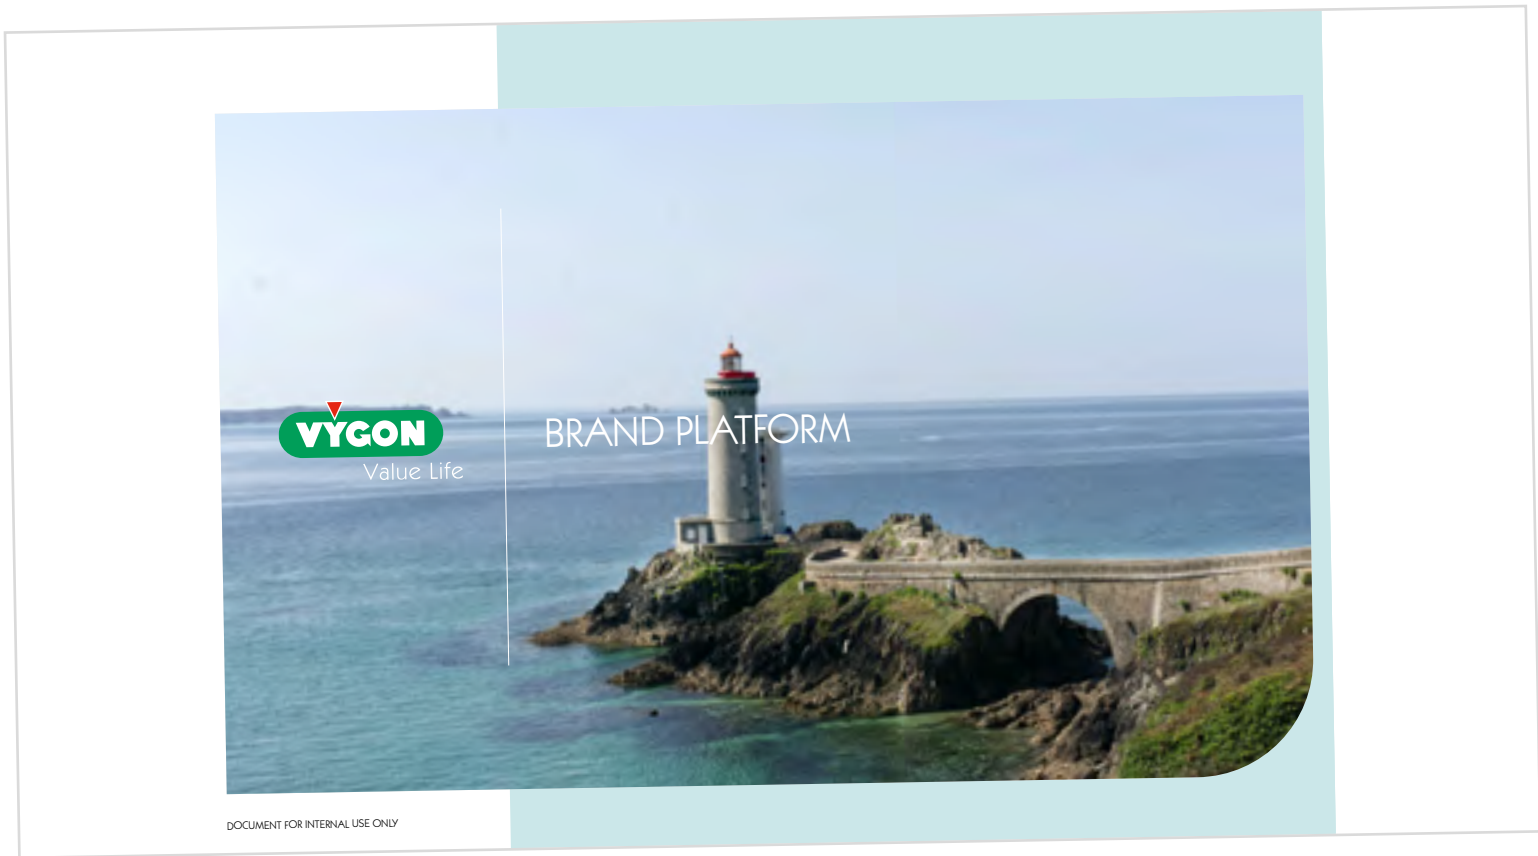 VYGON
Value Life
BRAND PLATFORM
DOCUMENT FOR INTERNAL USE ONLY